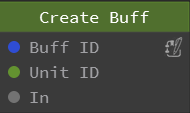 Create Buff
Buff ID
Unit ID
In